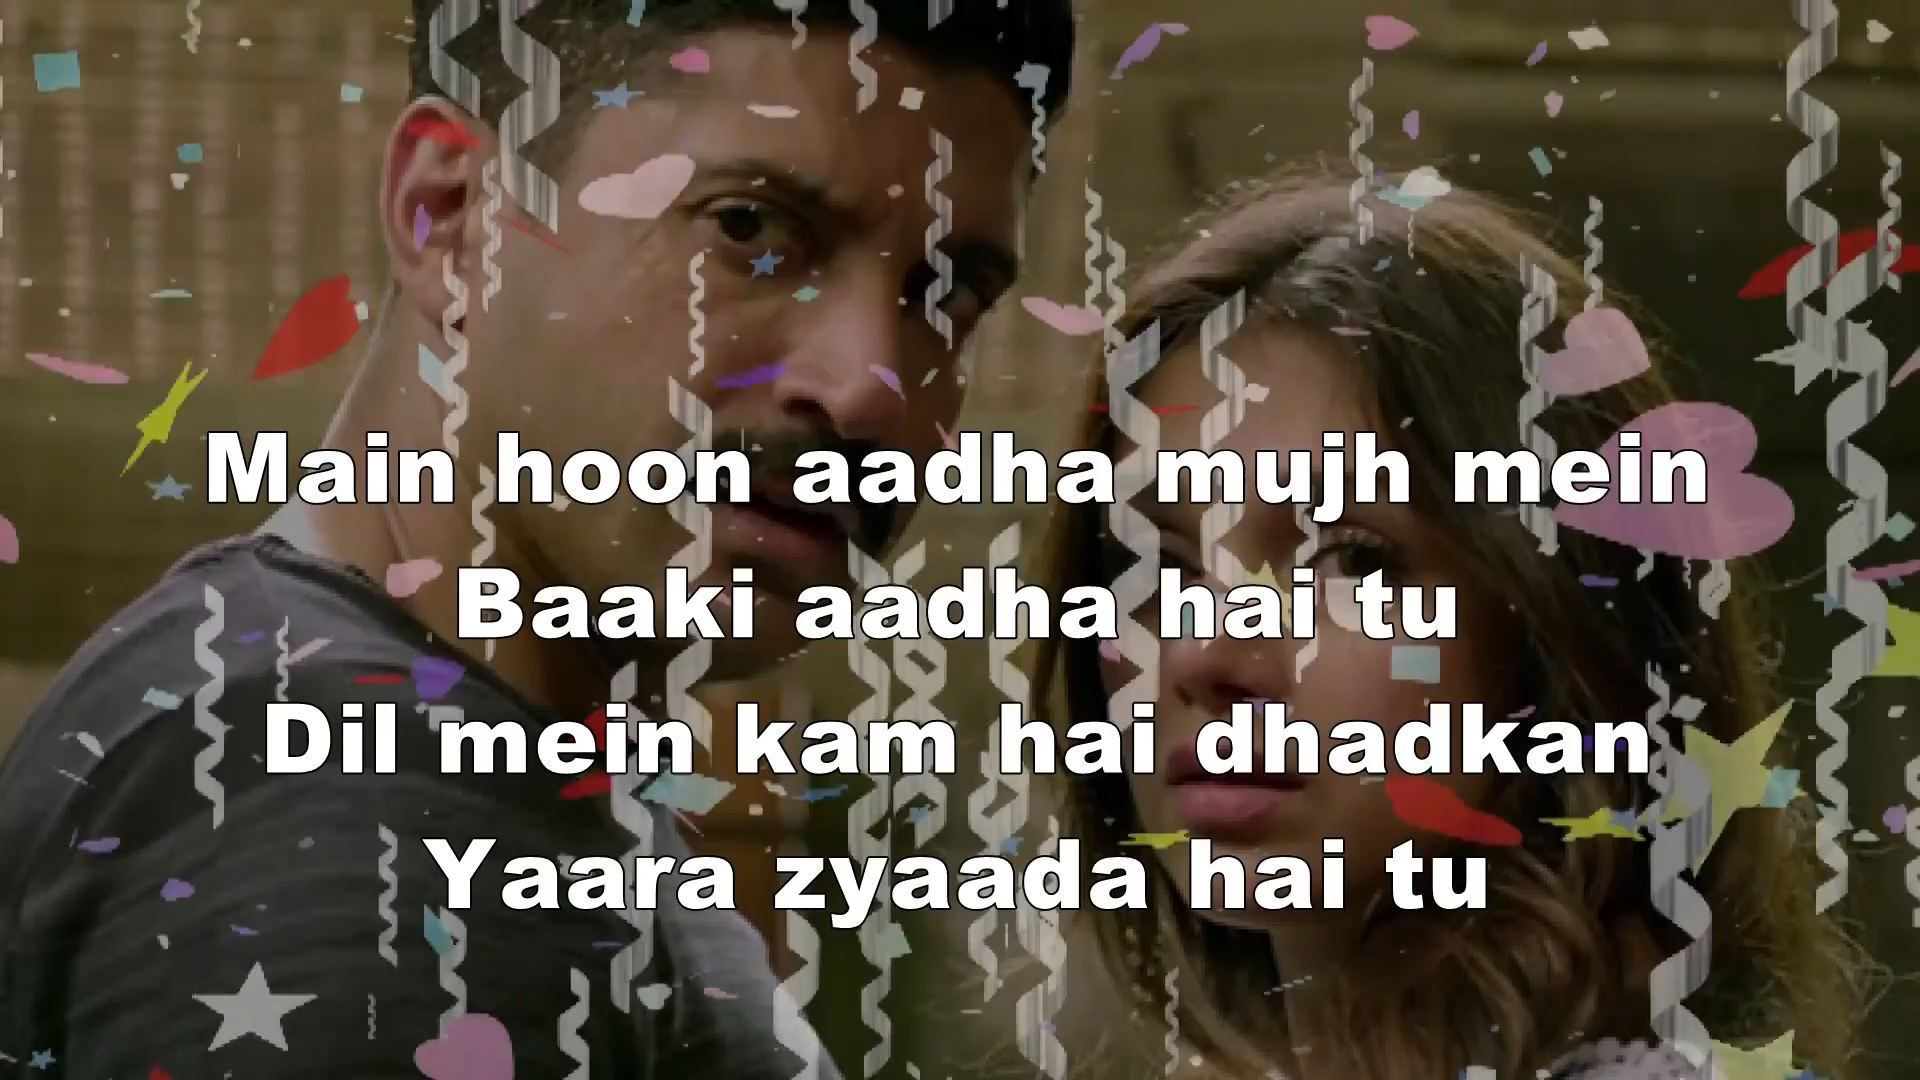 Main hoon aadha mujh mein
Baaki aadha hai tu
Dil mein kam hai dhadkan
Yaara zyaada hai tu